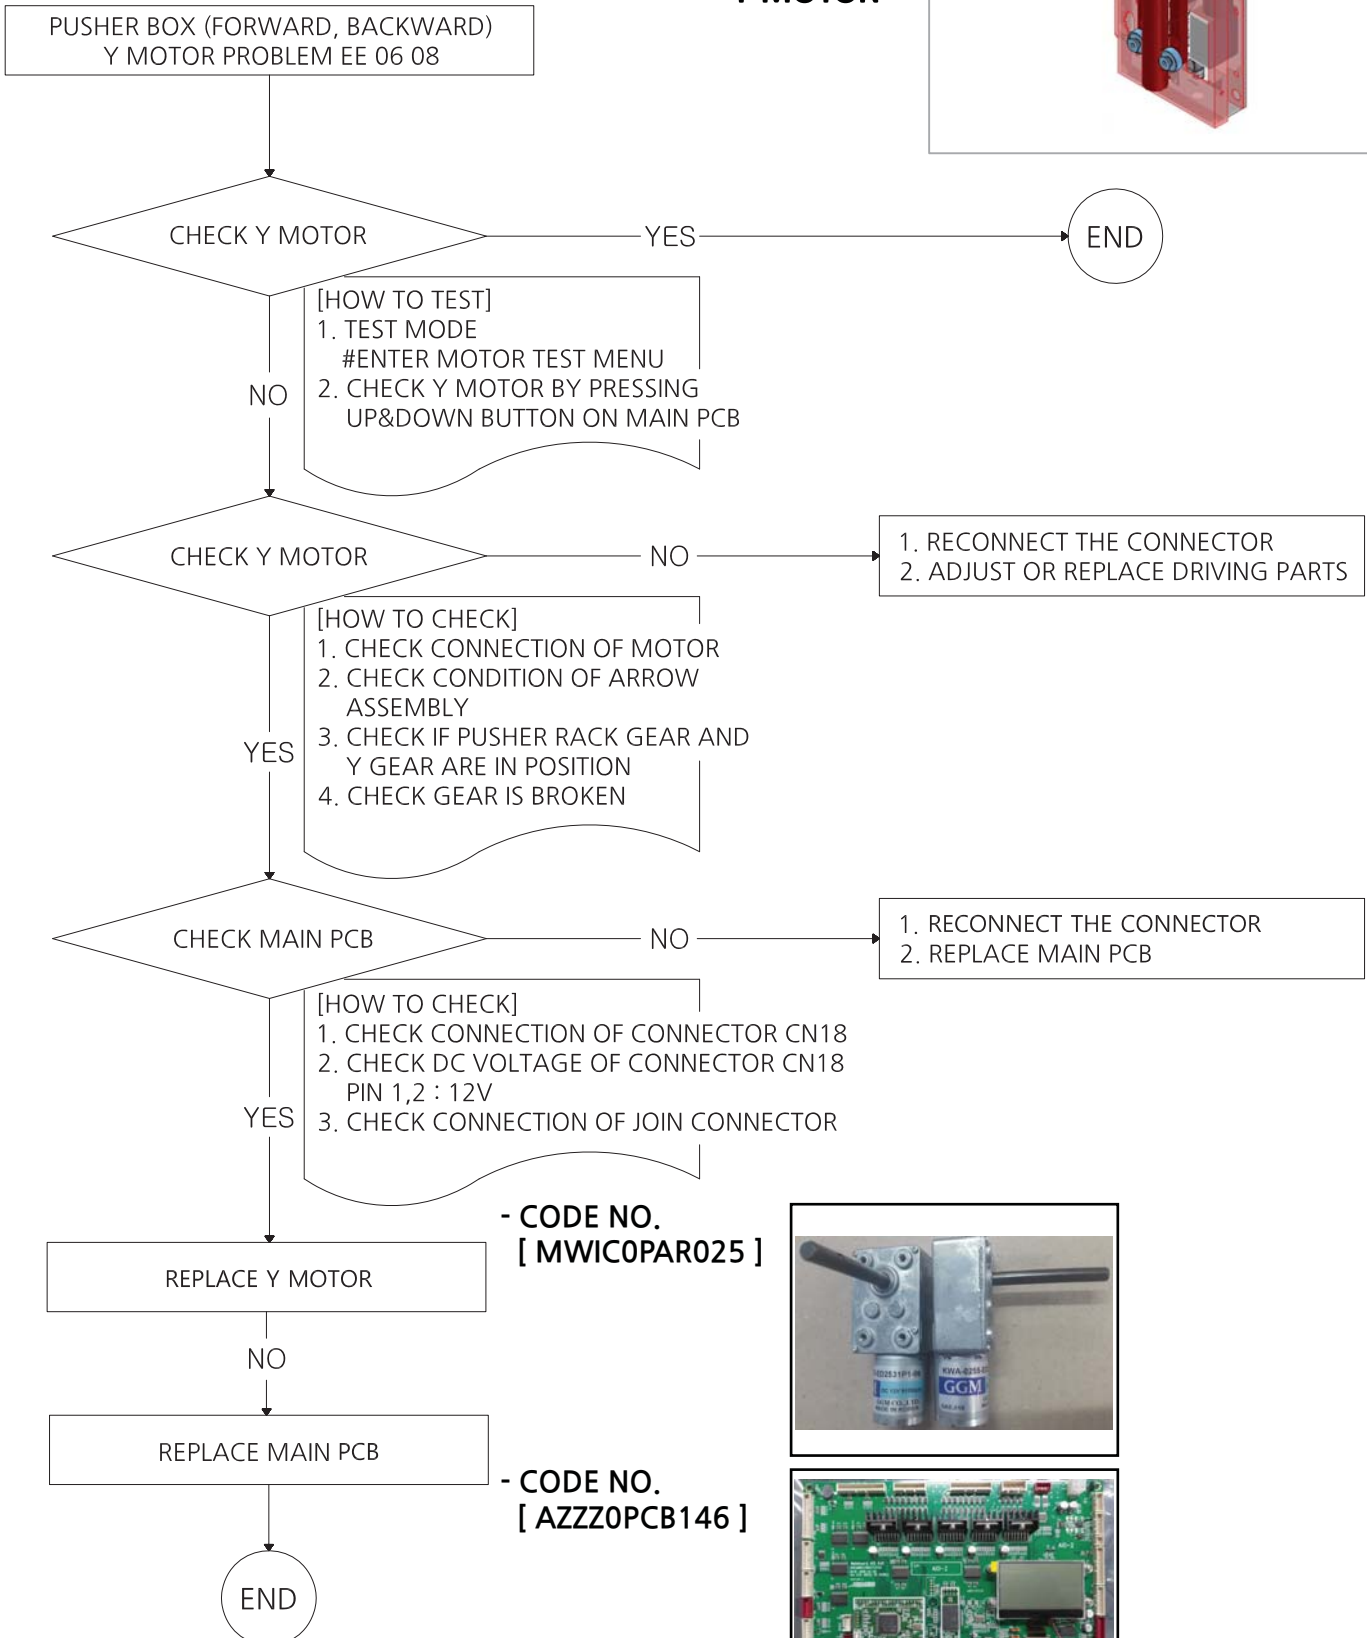 Y MOTOR
PUSHER BOX (FORWARD, BACKWARD)
Y MOTOR PROBLEM EE 06 08
CHECK Y MOTOR
YES
END
[HOW TO TEST]
1. TEST MODE
#ENTER MOTOR TEST MENU
2. CHECK Y MOTOR BY PRESSING
UP&DOWN BUTTON ON MAIN PCB
NO
CHECK Y MOTOR
NO
1. RECONNECT THE CONNECTOR
2. ADJUST OR REPLACE DRIVING PARTS
[HOW TO CHECK]
1. CHECK CONNECTION OF MOTOR
2. CHECK CONDITION OF ARROW
ASSEMBLY
3. CHECK IF PUSHER RACK GEAR AND
Y GEAR ARE IN POSITION
4. CHECK GEAR IS BROKEN
YES
CHECK MAIN PCB
NO
1. RECONNECT THE CONNECTOR
2. REPLACE MAIN PCB
[HOW TO CHECK]
1. CHECK CONNECTION OF CONNECTOR CN18
2. CHECK DC VOLTAGE OF CONNECTOR CN18
PIN 1,2 : 12V
3. CHECK CONNECTION OF JOIN CONNECTOR
YES
- CODE NO.
[ MWIC0PAR025 ]
REPLACE Y MOTOR
GGM
NO
REPLACE MAIN PCB
- CODE NO.
[ AZZZ0PCB146 ]
END